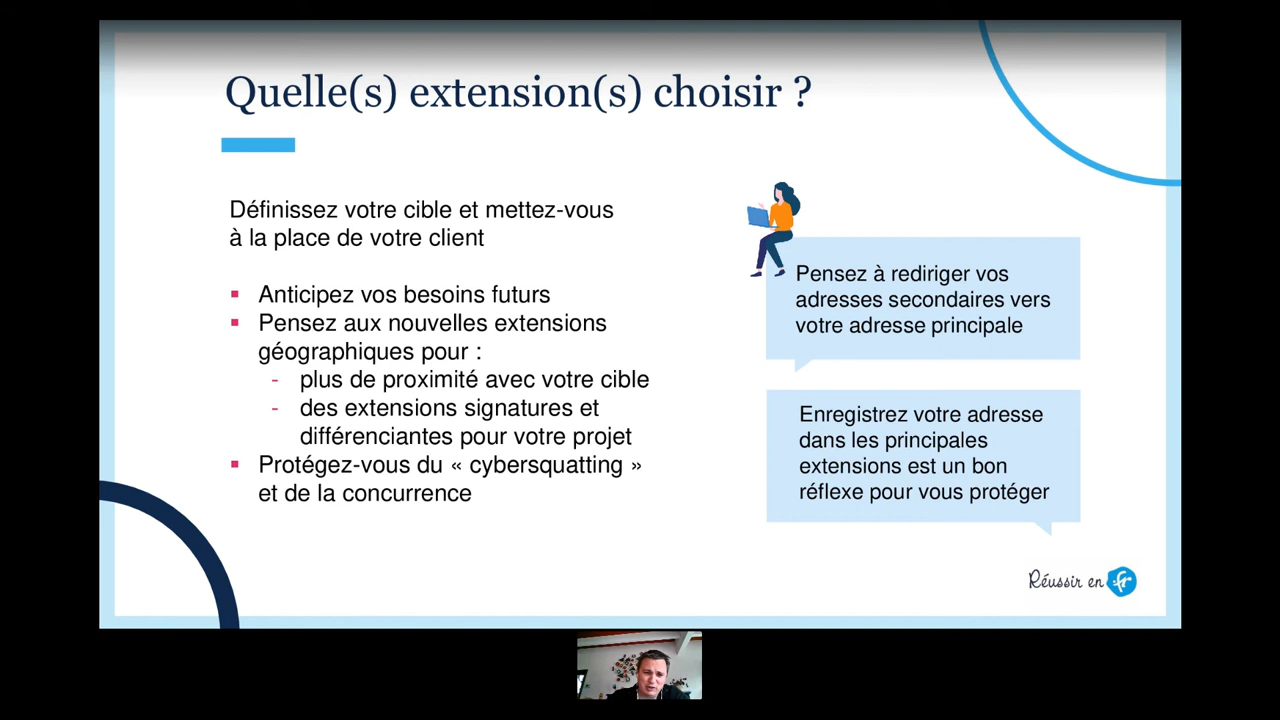 Quelle(s) extension(s) choisir ?
Définissez votre cible et mettez-vous
à la place de votre client
▪ Anticipez vos besoins futurs
▪ Pensez aux nouvelles extensions
géographiques pour :
- plus de proximité avec votre cible
- des extensions signatures et
différenciantes pour votre projet
▪ Protégez-vous du « cybersquatting »
et de la concurrence
Pensez à rediriger vos
adresses secondaires vers
votre adresse principale
Enregistrez votre adresse
dans les principales
extensions est un bon
réflexe pour vous protéger
Réussir en .fr